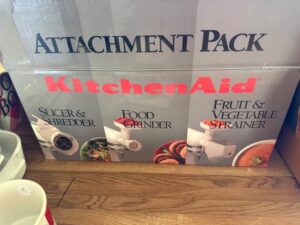 ATTACHMENT PACK
KitchenAid®
SLICER & SHREDDER
FOOD GRINDER
FRUIT & VEGETABLE STRAINER